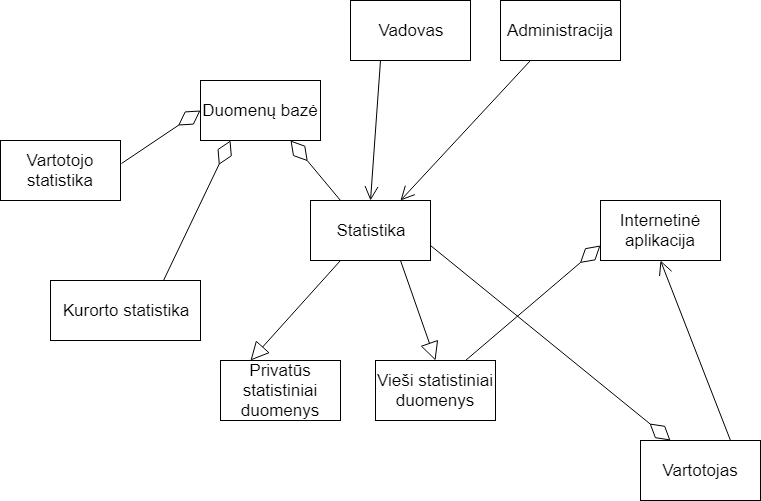 Vadovas
Administracija
Duomenų bazė
Vartotojo
statistika
Statistika
Internetinė
aplikacija
Kurorto statistika
Privatūs
statistiniai
duomenys
Vieši statistiniai
duomenys
Vartotojas